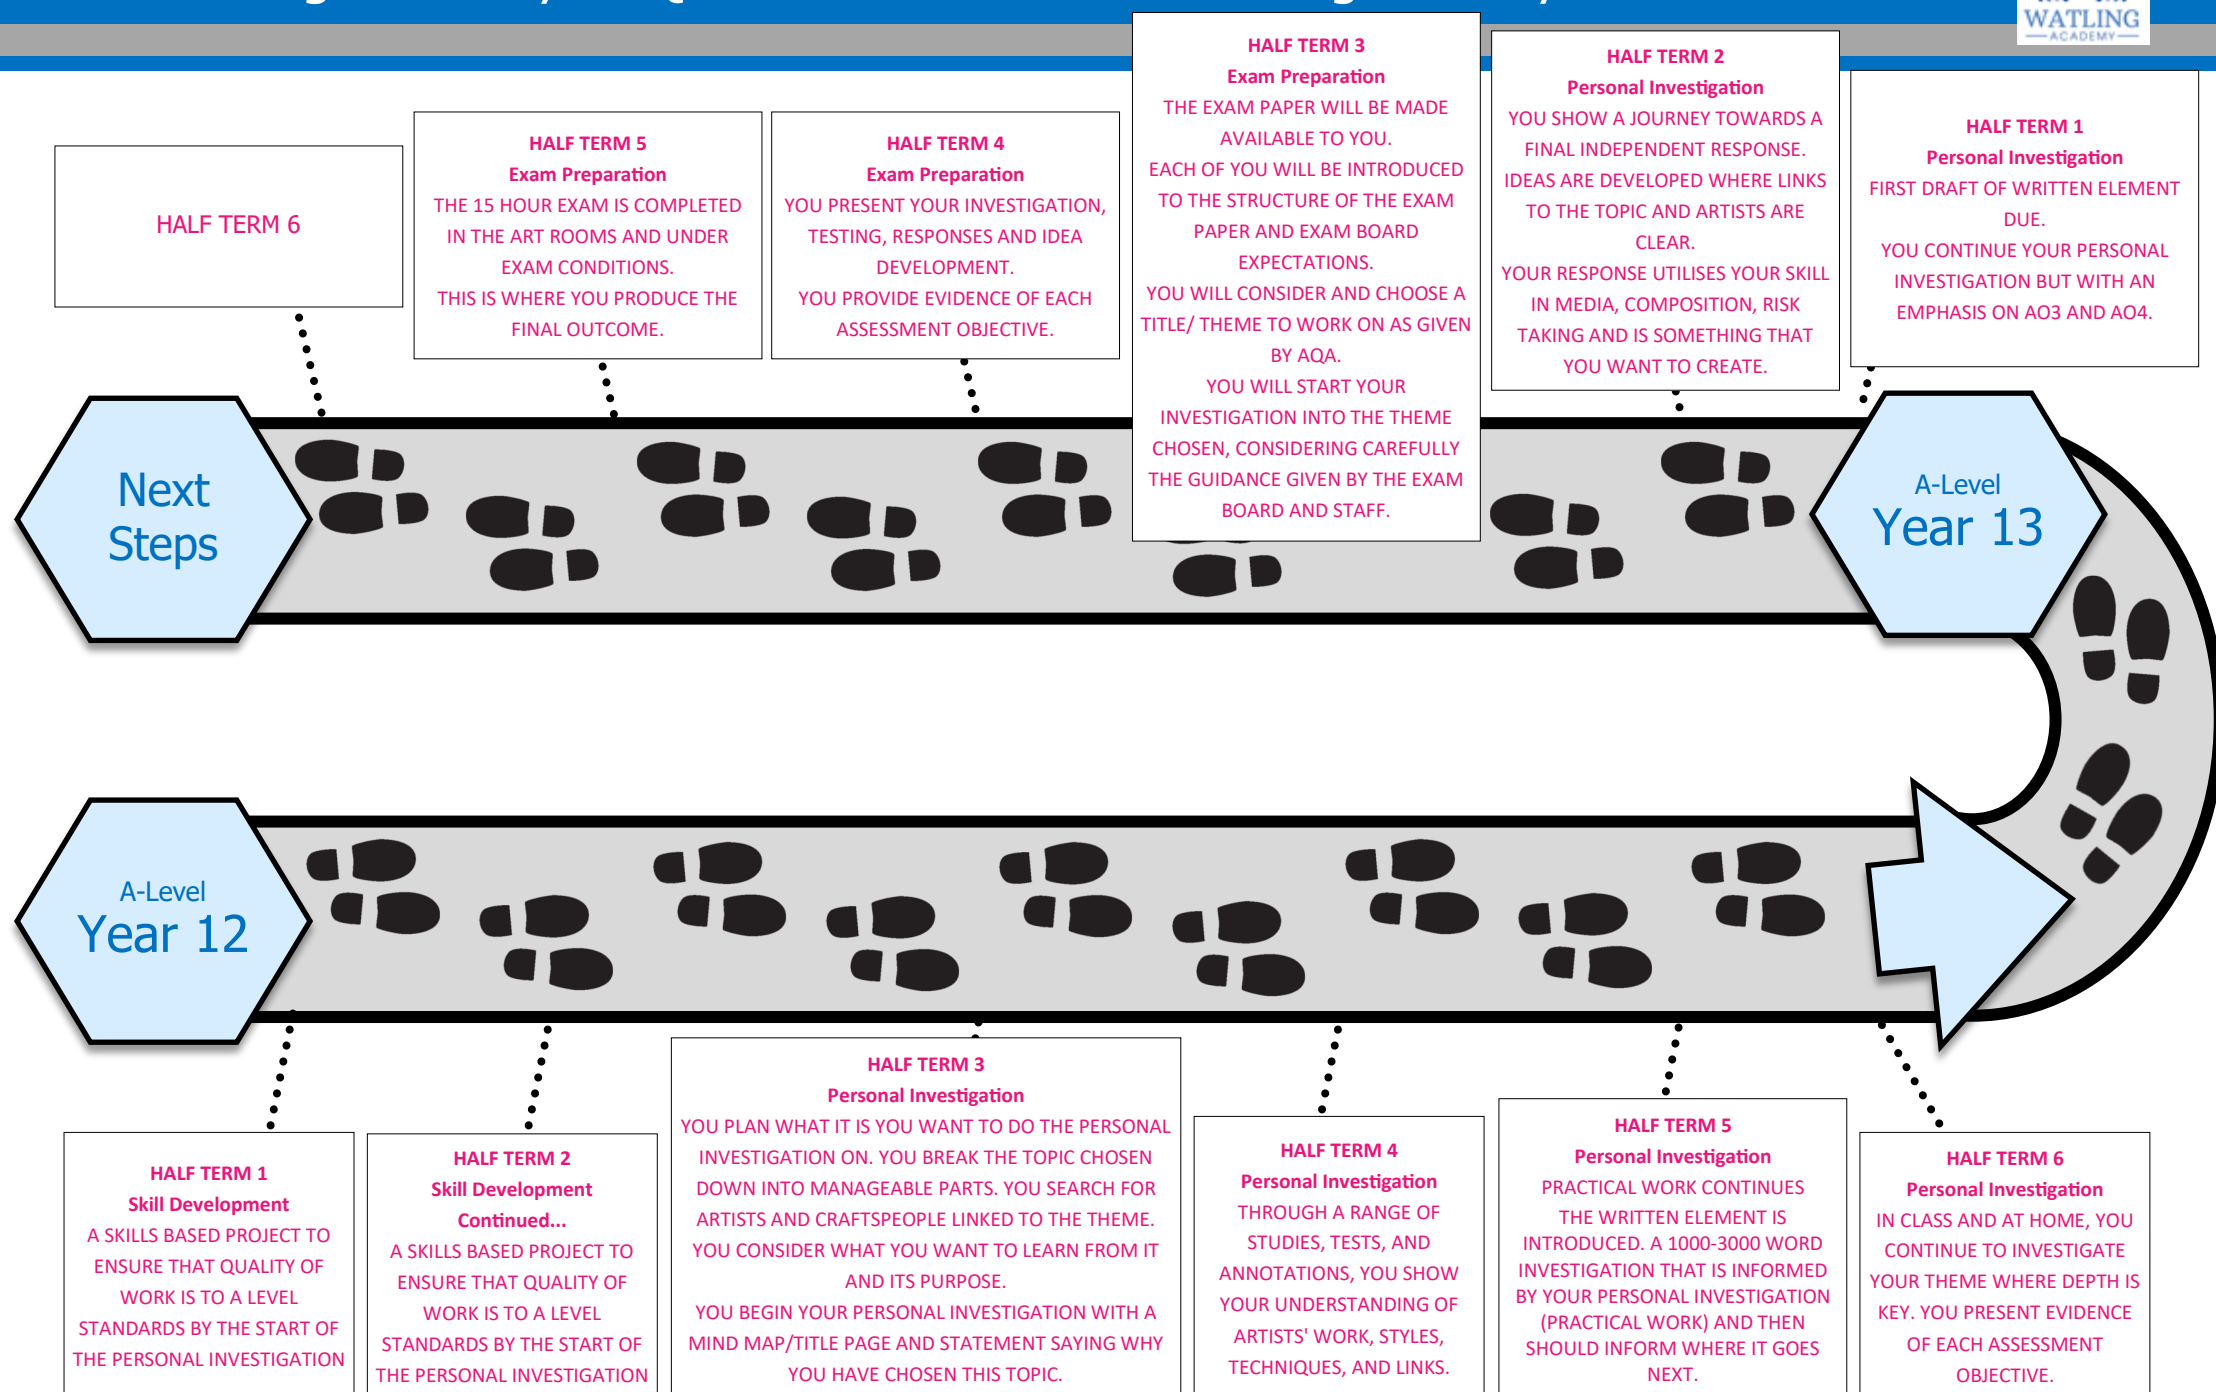 WATLING
ACADEMY
HALF TERM 6
HALF TERM 5
Exam Preparation
THE 15 HOUR EXAM IS COMPLETED
IN THE ART ROOMS AND UNDER
EXAM CONDITIONS.
THIS IS WHERE YOU PRODUCE THE
FINAL OUTCOME.
HALF TERM 4
Exam Preparation
YOU PRESENT YOUR INVESTIGATION,
TESTING, RESPONSES AND IDEA
DEVELOPMENT.
YOU PROVIDE EVIDENCE OF EACH
ASSESSMENT OBJECTIVE.
HALF TERM 3
Exam Preparation
THE EXAM PAPER WILL BE MADE
AVAILABLE TO YOU.
EACH OF YOU WILL BE INTRODUCED
TO THE STRUCTURE OF THE EXAM
PAPER AND EXAM BOARD
EXPECTATIONS.
YOU WILL CONSIDER AND CHOOSE A
TITLE/ THEME TO WORK ON AS GIVEN
BY AQA.
YOU WILL START YOUR
INVESTIGATION INTO THE THEME
CHOSEN, CONSIDERING CAREFULLY
THE GUIDANCE GIVEN BY THE EXAM
BOARD AND STAFF.
HALF TERM 2
Personal Investigation
YOU SHOW A JOURNEY TOWARDS A
FINAL INDEPENDENT RESPONSE.
IDEAS ARE DEVELOPED WHERE LINKS
TO THE TOPIC AND ARTISTS ARE
CLEAR.
YOUR RESPONSE UTILISES YOUR SKILL
IN MEDIA, COMPOSITION, RISK
TAKING AND IS SOMETHING THAT
YOU WANT TO CREATE.
HALF TERM 1
Personal Investigation
FIRST DRAFT OF WRITTEN ELEMENT
DUE.
YOU CONTINUE YOUR PERSONAL
INVESTIGATION BUT WITH AN
EMPHASIS ON AO3 AND AO4.
Next
Steps
A-Level
Year 13
A-Level
Year 12
HALF TERM 1
Skill Development
A SKILLS BASED PROJECT TO
ENSURE THAT QUALITY OF
WORK IS TO A LEVEL
STANDARDS BY THE START OF
THE PERSONAL INVESTIGATION
HALF TERM 2
Skill Development
Continued...
A SKILLS BASED PROJECT TO
ENSURE THAT QUALITY OF
WORK IS TO A LEVEL
STANDARDS BY THE START OF
THE PERSONAL INVESTIGATION
HALF TERM 3
Personal Investigation
YOU PLAN WHAT IT IS YOU WANT TO DO THE PERSONAL
INVESTIGATION ON. YOU BREAK THE TOPIC CHOSEN
DOWN INTO MANAGEABLE PARTS. YOU SEARCH FOR
ARTISTS AND CRAFTSPEOPLE LINKED TO THE THEME.
YOU CONSIDER WHAT YOU WANT TO LEARN FROM IT
AND ITS PURPOSE.
YOU BEGIN YOUR PERSONAL INVESTIGATION WITH A
MIND MAP/TITLE PAGE AND STATEMENT SAYING WHY
YOU HAVE CHOSEN THIS TOPIC.
HALF TERM 4
Personal Investigation
THROUGH A RANGE OF
STUDIES, TESTS, AND
ANNOTATIONS, YOU SHOW
YOUR UNDERSTANDING OF
ARTISTS' WORK, STYLES,
TECHNIQUES, AND LINKS.
HALF TERM 5
Personal Investigation
PRACTICAL WORK CONTINUES
THE WRITTEN ELEMENT IS
INTRODUCED. A 1000-3000 WORD
INVESTIGATION THAT IS INFORMED
BY YOUR PERSONAL INVESTIGATION
(PRACTICAL WORK) AND THEN
SHOULD INFORM WHERE IT GOES
NEXT.
HALF TERM 6
Personal Investigation
IN CLASS AND AT HOME, YOU
CONTINUE TO INVESTIGATE
YOUR THEME WHERE DEPTH IS
KEY. YOU PRESENT EVIDENCE
OF EACH ASSESSMENT
OBJECTIVE.